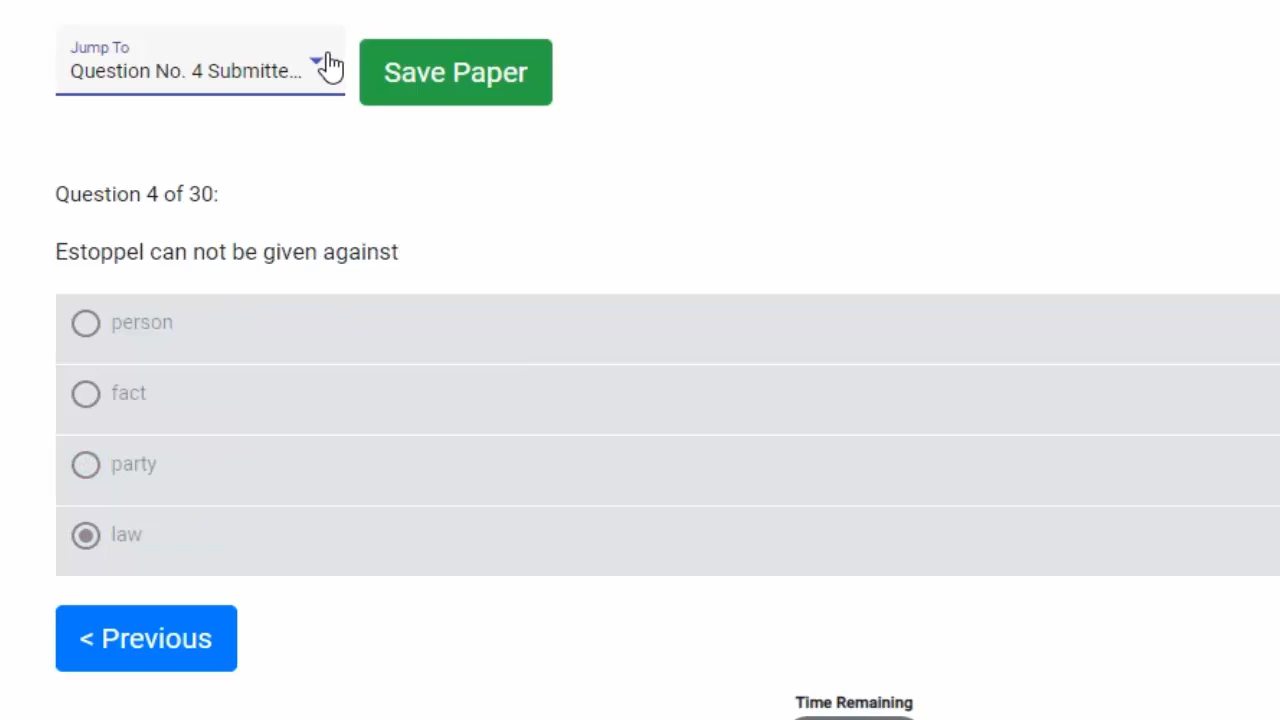 Jump To
Question No. 4 Submitte...
Save Paper
Question 4 of 30:
Estoppel can not be given against
person
fact
party
law
< Previous
Time Remaining